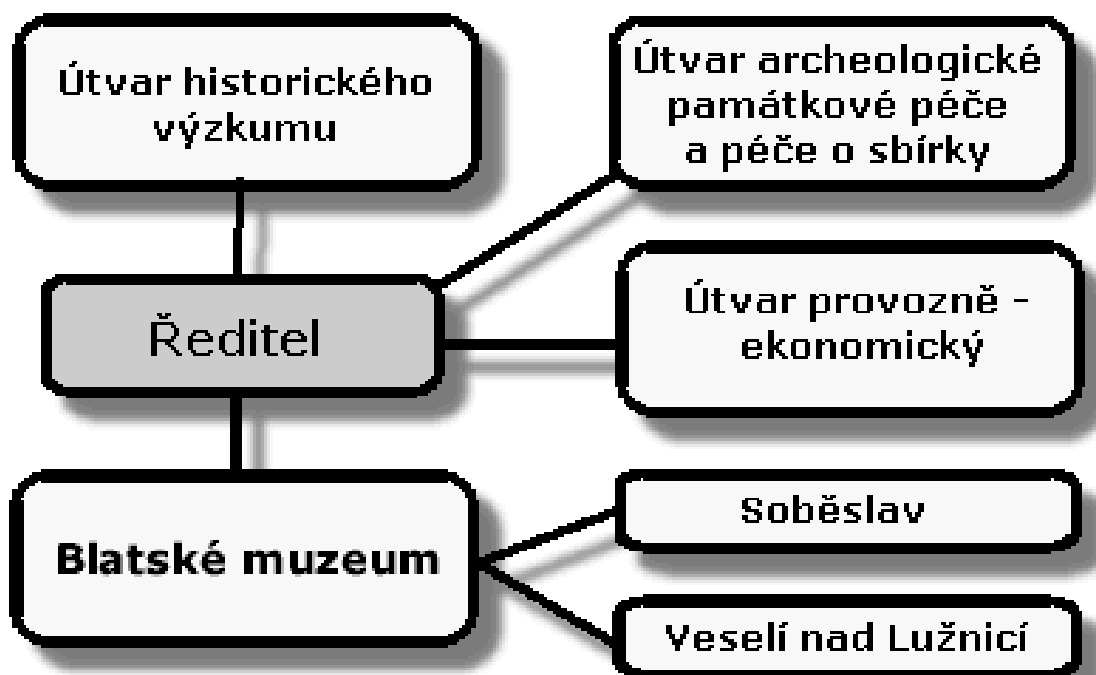 Útvar historického
výzkumu
Útvar archeologické
památkové péče
a péče o sbírky
Ředitel
Útvar provozně -
ekonomický
Blatské muzeum
Soběslav
Veselí nad Lužnicí